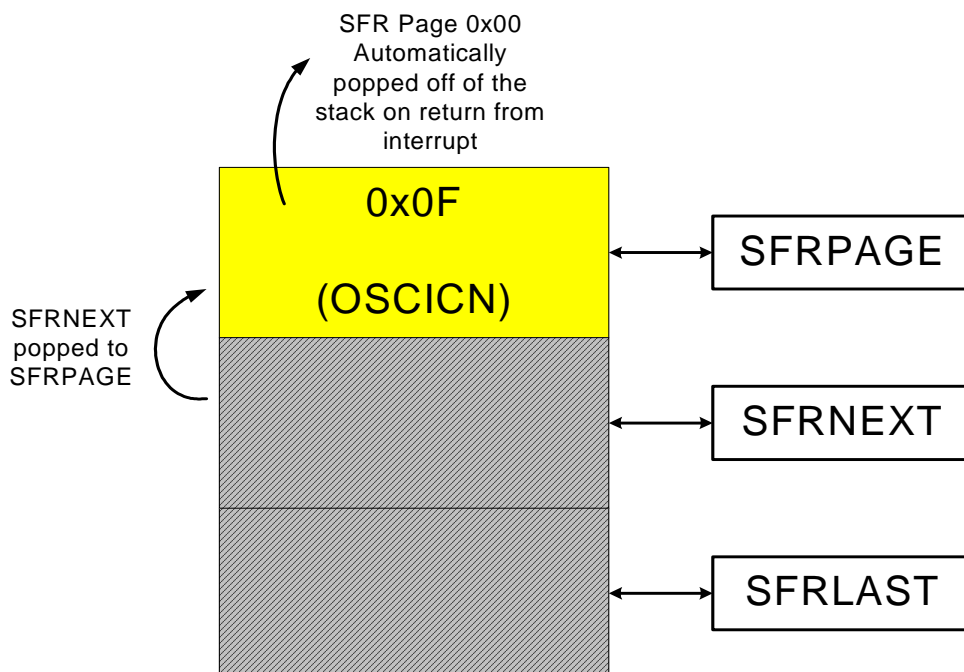 SFR Page 0x00
Automatically
popped off of the
stack on return from
interrupt
0x0F
(OSCICN)
SFRPAGE
SFRNEXT
popped to
SFRPAGE
SFRNEXT
SFRLAST